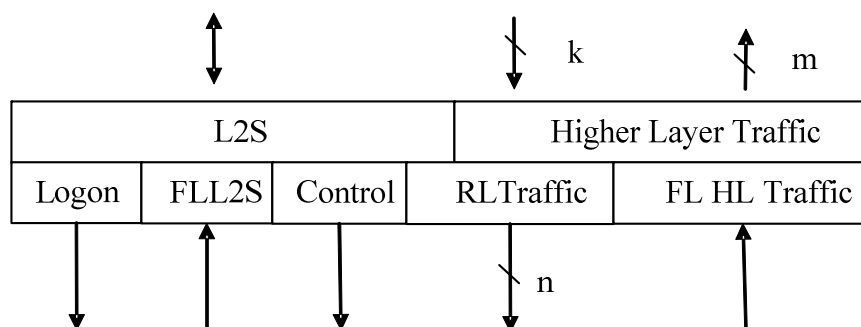 k
m
L2S
Higher Layer Traffic
Logon
FLL2S
Control
RLTraffic
FL HL Traffic
n